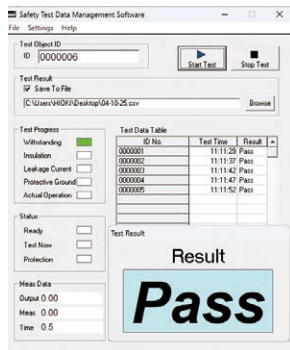 Safety Test Data Management Software
File Settings Help
Test Object ID
ID 0000006
Start Test
Stop Test
Test Result
Save To File
C:\Users\HIOKI\Desktop\04-10-25.csv
Browse
Test Progress
Withstanding
Insulation
Leakage Current
Protective Ground
Actual Operation
Test Data Table
ID No. Test Time Result
0000001 11:11:29 Pass
0000002 11:11:37 Pass
0000003 11:11:42 Pass
0000004 11:11:47 Pass
0000005 11:11:52 Pass
Status
Ready
Test Now
Protection
Test Result
Result
Pass
Meas Data
Output 0.00
Meas 0.00
Time 0.5